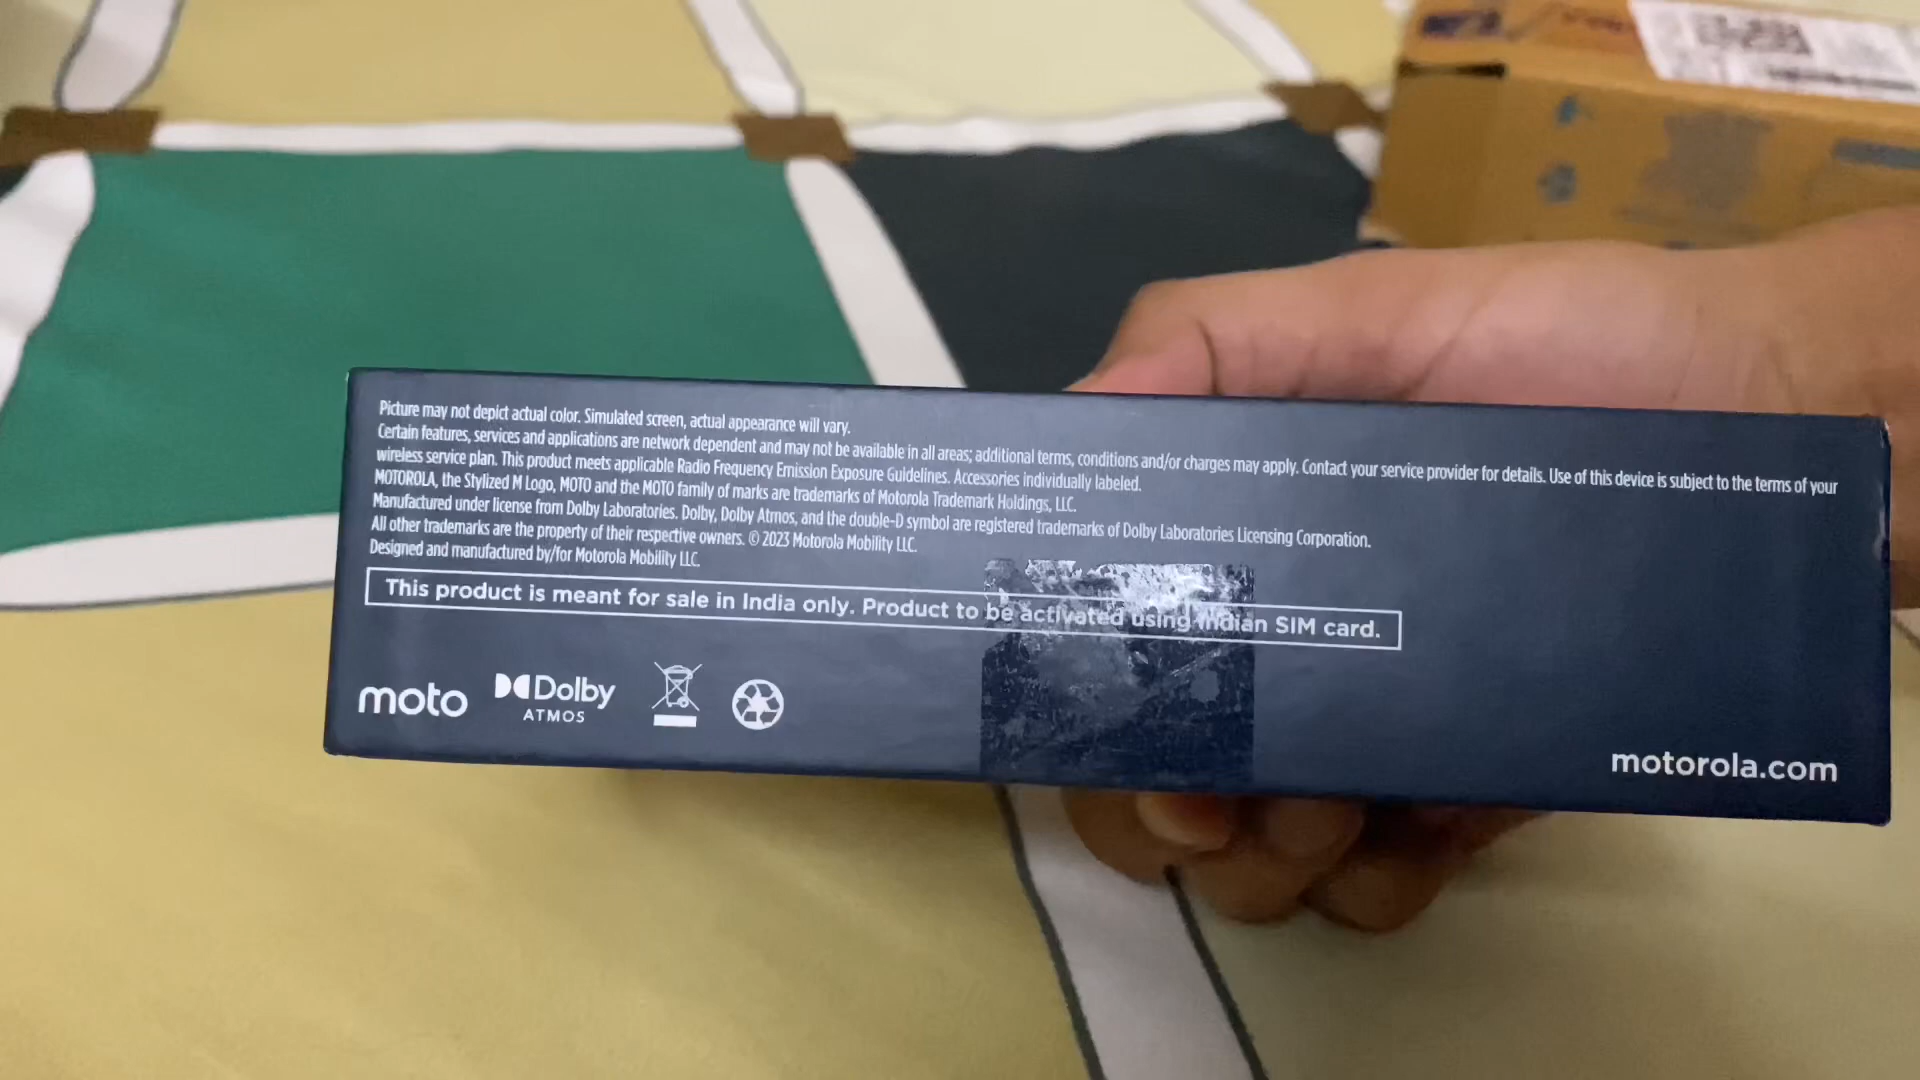 Picture may not depict actual color. Simulated screen, actual appearance will vary.
Certain features, services and applications are network dependent and may not be available in all areas; additional terms, conditions and/or charges may apply. Contact your service provider for details. Use of this device is subject to the terms of your
wireless service plan. This product meets applicable Radio Frequency Emission Exposure Guidelines. Accessories individually labeled.
MOTOROLA, the Stylized M Logo, MOTO and the MOTO family of marks are trademarks of Motorola Trademark Holdings, LLC.
Manufactured under license from Dolby Laboratories. Dolby, Dolby Atmos, and the double-D symbol are registered trademarks of Dolby Laboratories Licensing Corporation.
All other trademarks are the property of their respective owners. © 2023 Motorola Mobility LLC.
Designed and manufactured by/for Motorola Mobility LLC.
This product is meant for sale in India only. Product to be activated using Indian SIM card.
moto
Dolby
ATMOS
motorola.com